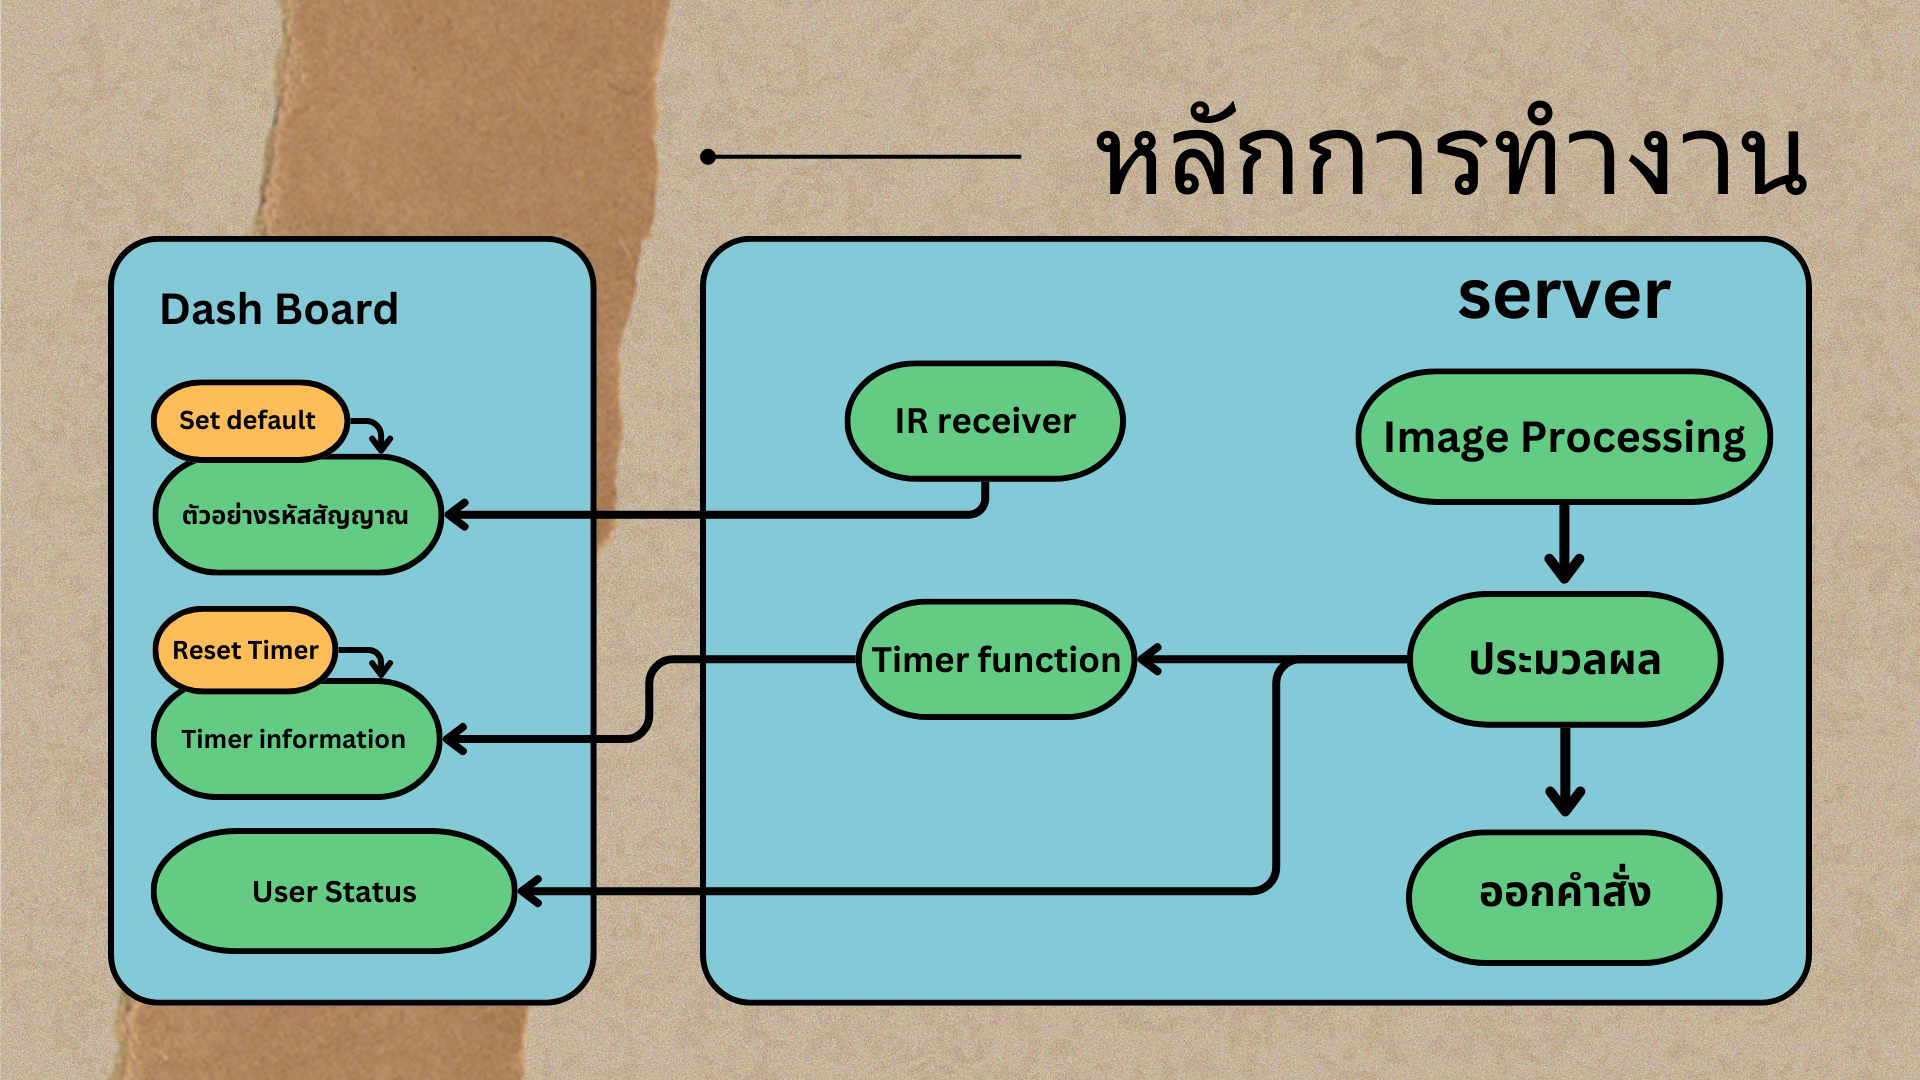 หลักการทำงาน
Dash Board
Set default
ตัวอย่างรหัสสัญญาณ
Reset Timer
Timer information
User Status
server
IR receiver
Image Processing
Timer function
ประมวลผล
ออกคำสั่ง